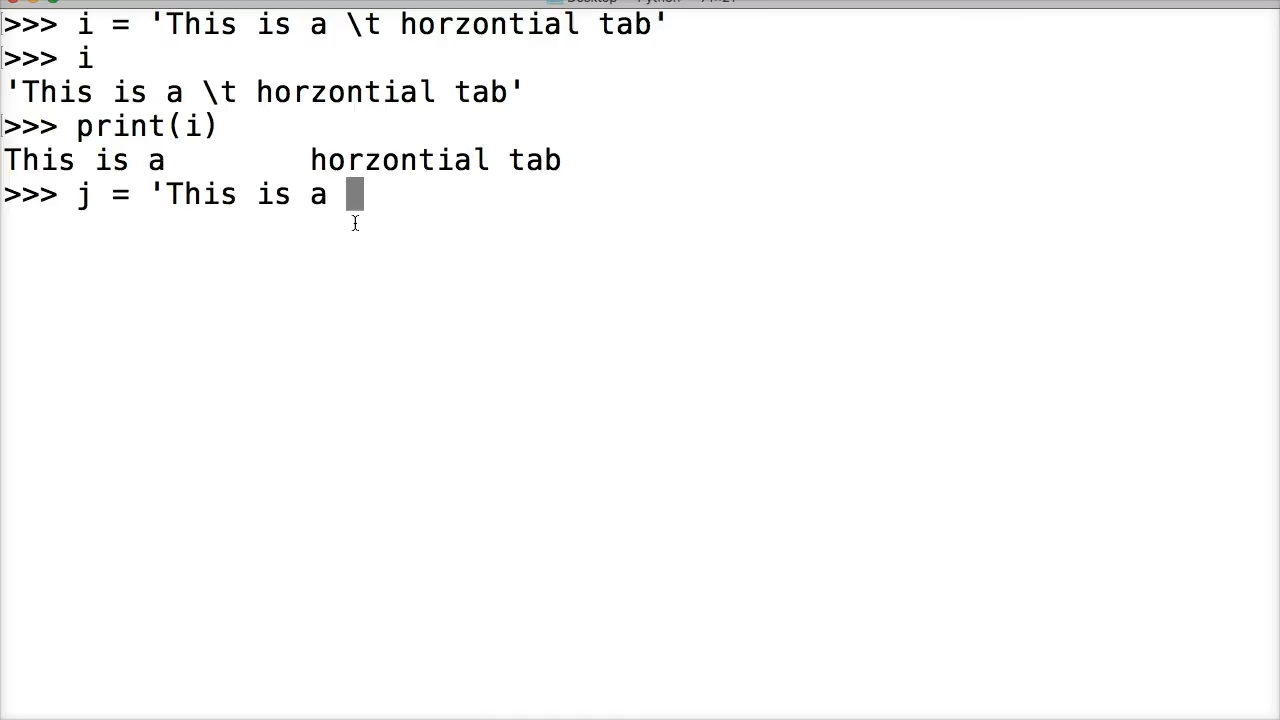 >>> i = 'This is a \t horzontial tab'
>>> i
'This is a \t horzontial tab'
>>> print(i)
This is a        horzontial tab
>>> j = 'This is a